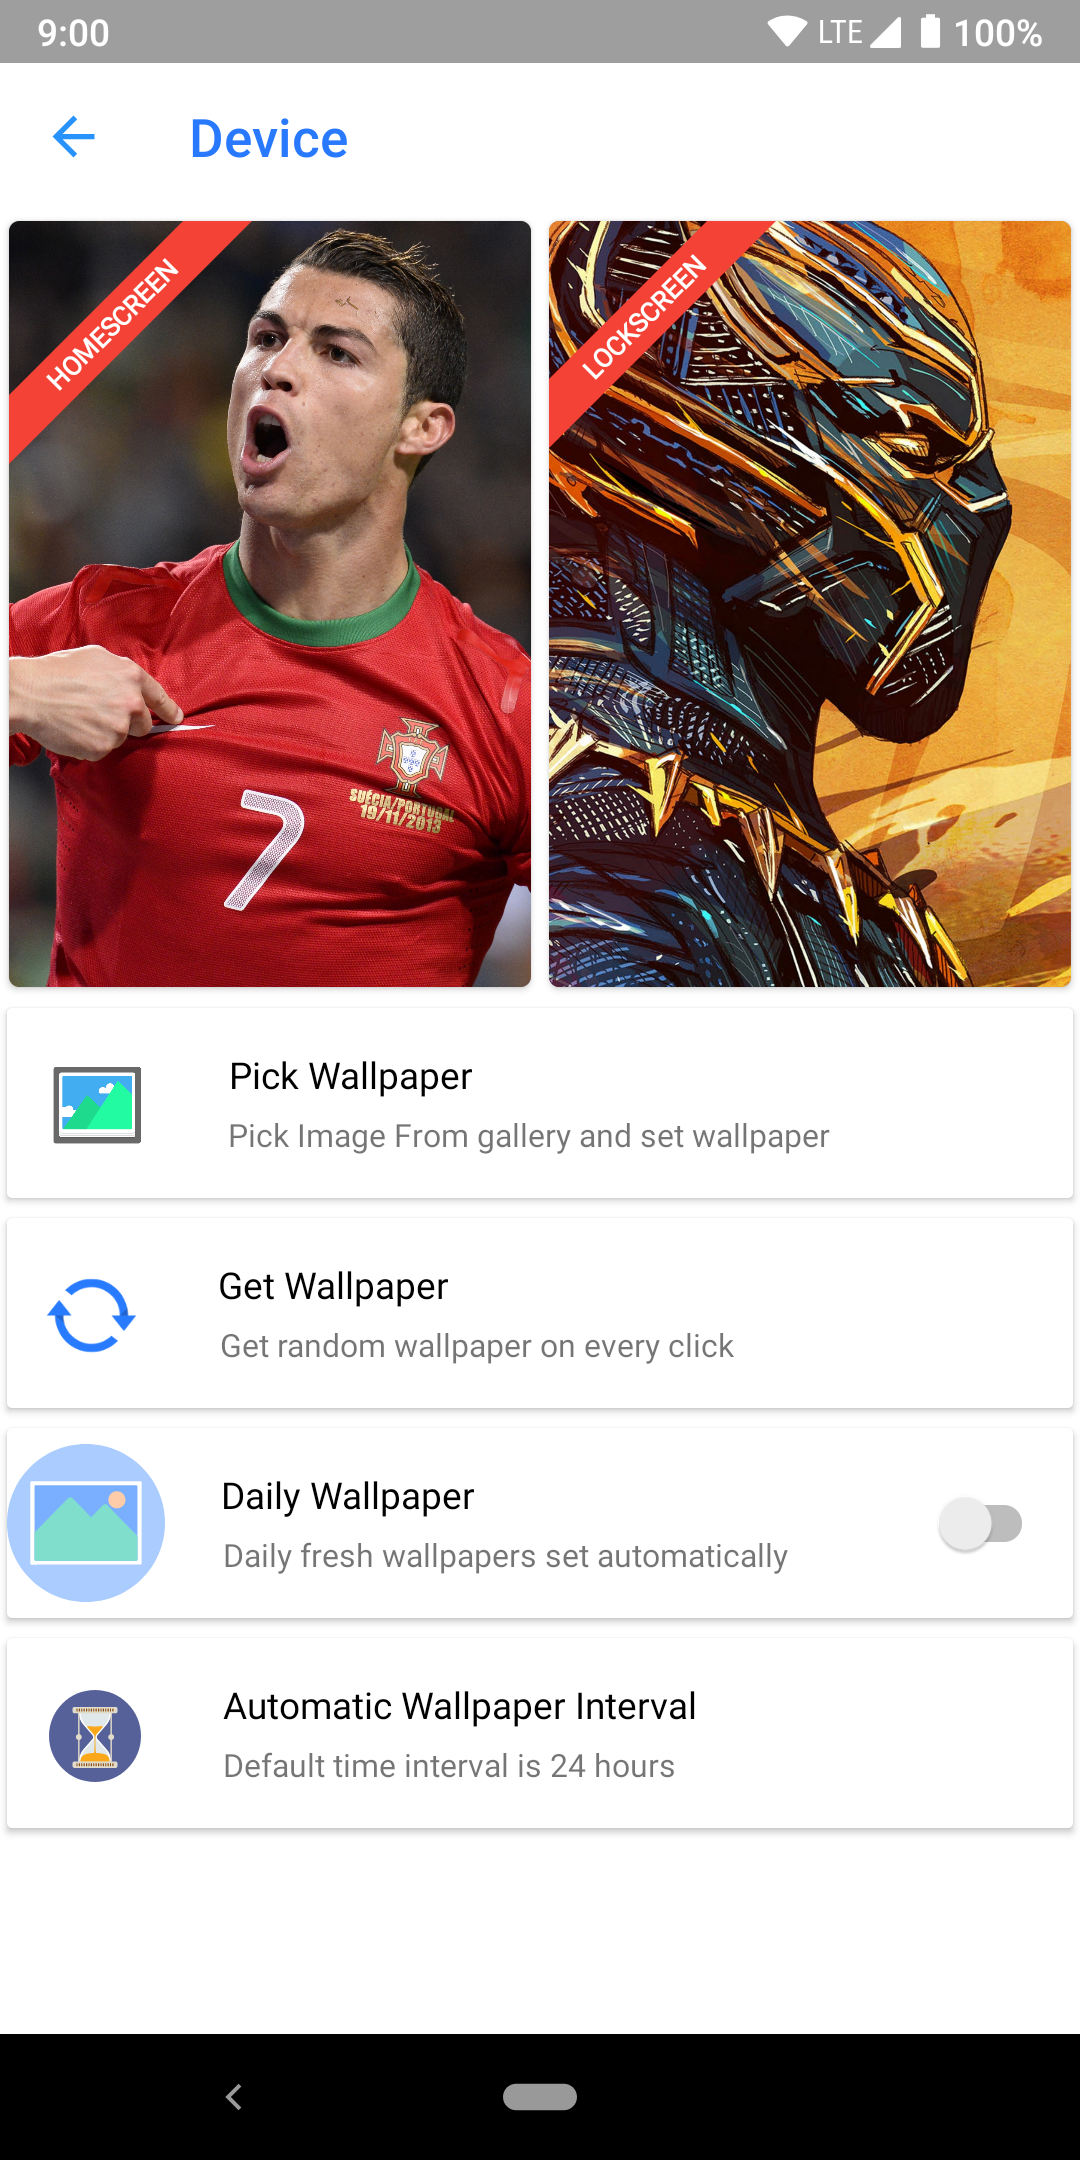 9:00
LTE
100%
Device
HOMESCREEN
LOCKSCREEN
SUÉCIA/PORTUGAL
19/11/2013
7
Pick Wallpaper
Pick Image From gallery and set wallpaper
Get Wallpaper
Get random wallpaper on every click
Daily Wallpaper
Daily fresh wallpapers set automatically
Automatic Wallpaper Interval
Default time interval is 24 hours